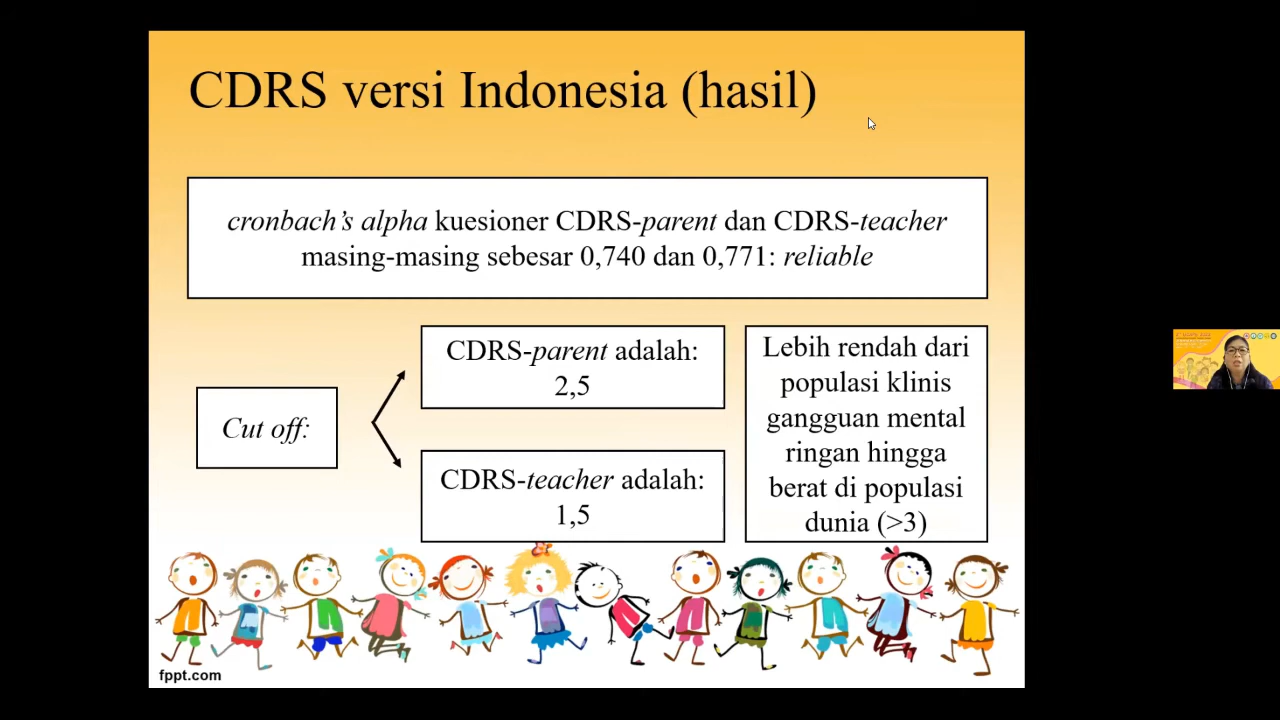 CDRS versi Indonesia (hasil)
cronbach’s alpha kuesioner CDRS-parent dan CDRS-teacher
masing-masing sebesar 0,740 dan 0,771: reliable
Cut off:
CDRS-parent adalah:
2,5
CDRS-teacher adalah:
1,5
Lebih rendah dari
populasi klinis
gangguan mental
ringan hingga
berat di populasi
dunia (>3)
fppt.com